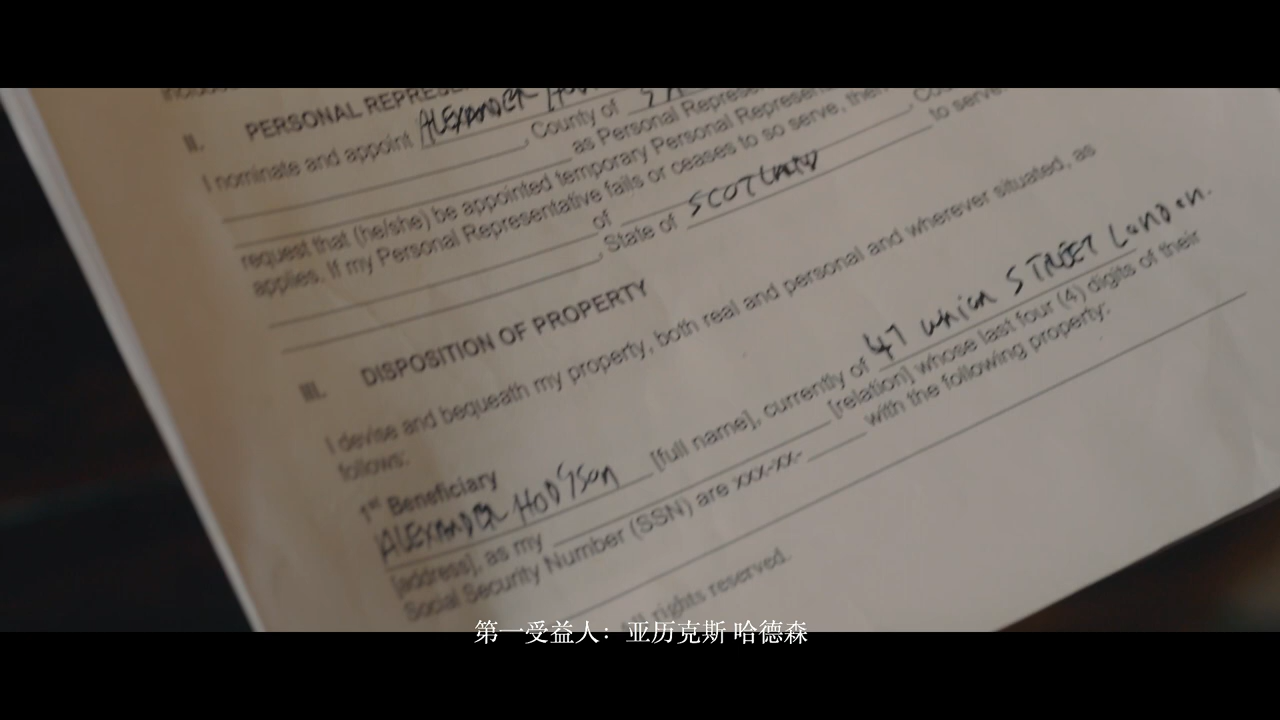 II. PERSONAL REPRESE
I nominate and appoint ALEXANDER
, County of
as Personal Represe
request that (he/she) be appointed temporary Personal Represen
applies. If my Personal Representative fails or ceases to so serve, then
of , Co
, State of SCOTLAND to serve
III. DISPOSITION OF PROPERTY
I devise and bequeath my property, both real and personal and wherever situated, as
follows:
1st Beneficiary
ALEXANDER HODGSON [full name], currently of 47 which STREET LONDON.
[address], as my [relation] whose last four (4) digits of their
Social Security Number (SSN) are xxx-xx- with the following property:
All rights reserved.
第一受益人：亚历克斯 哈德森